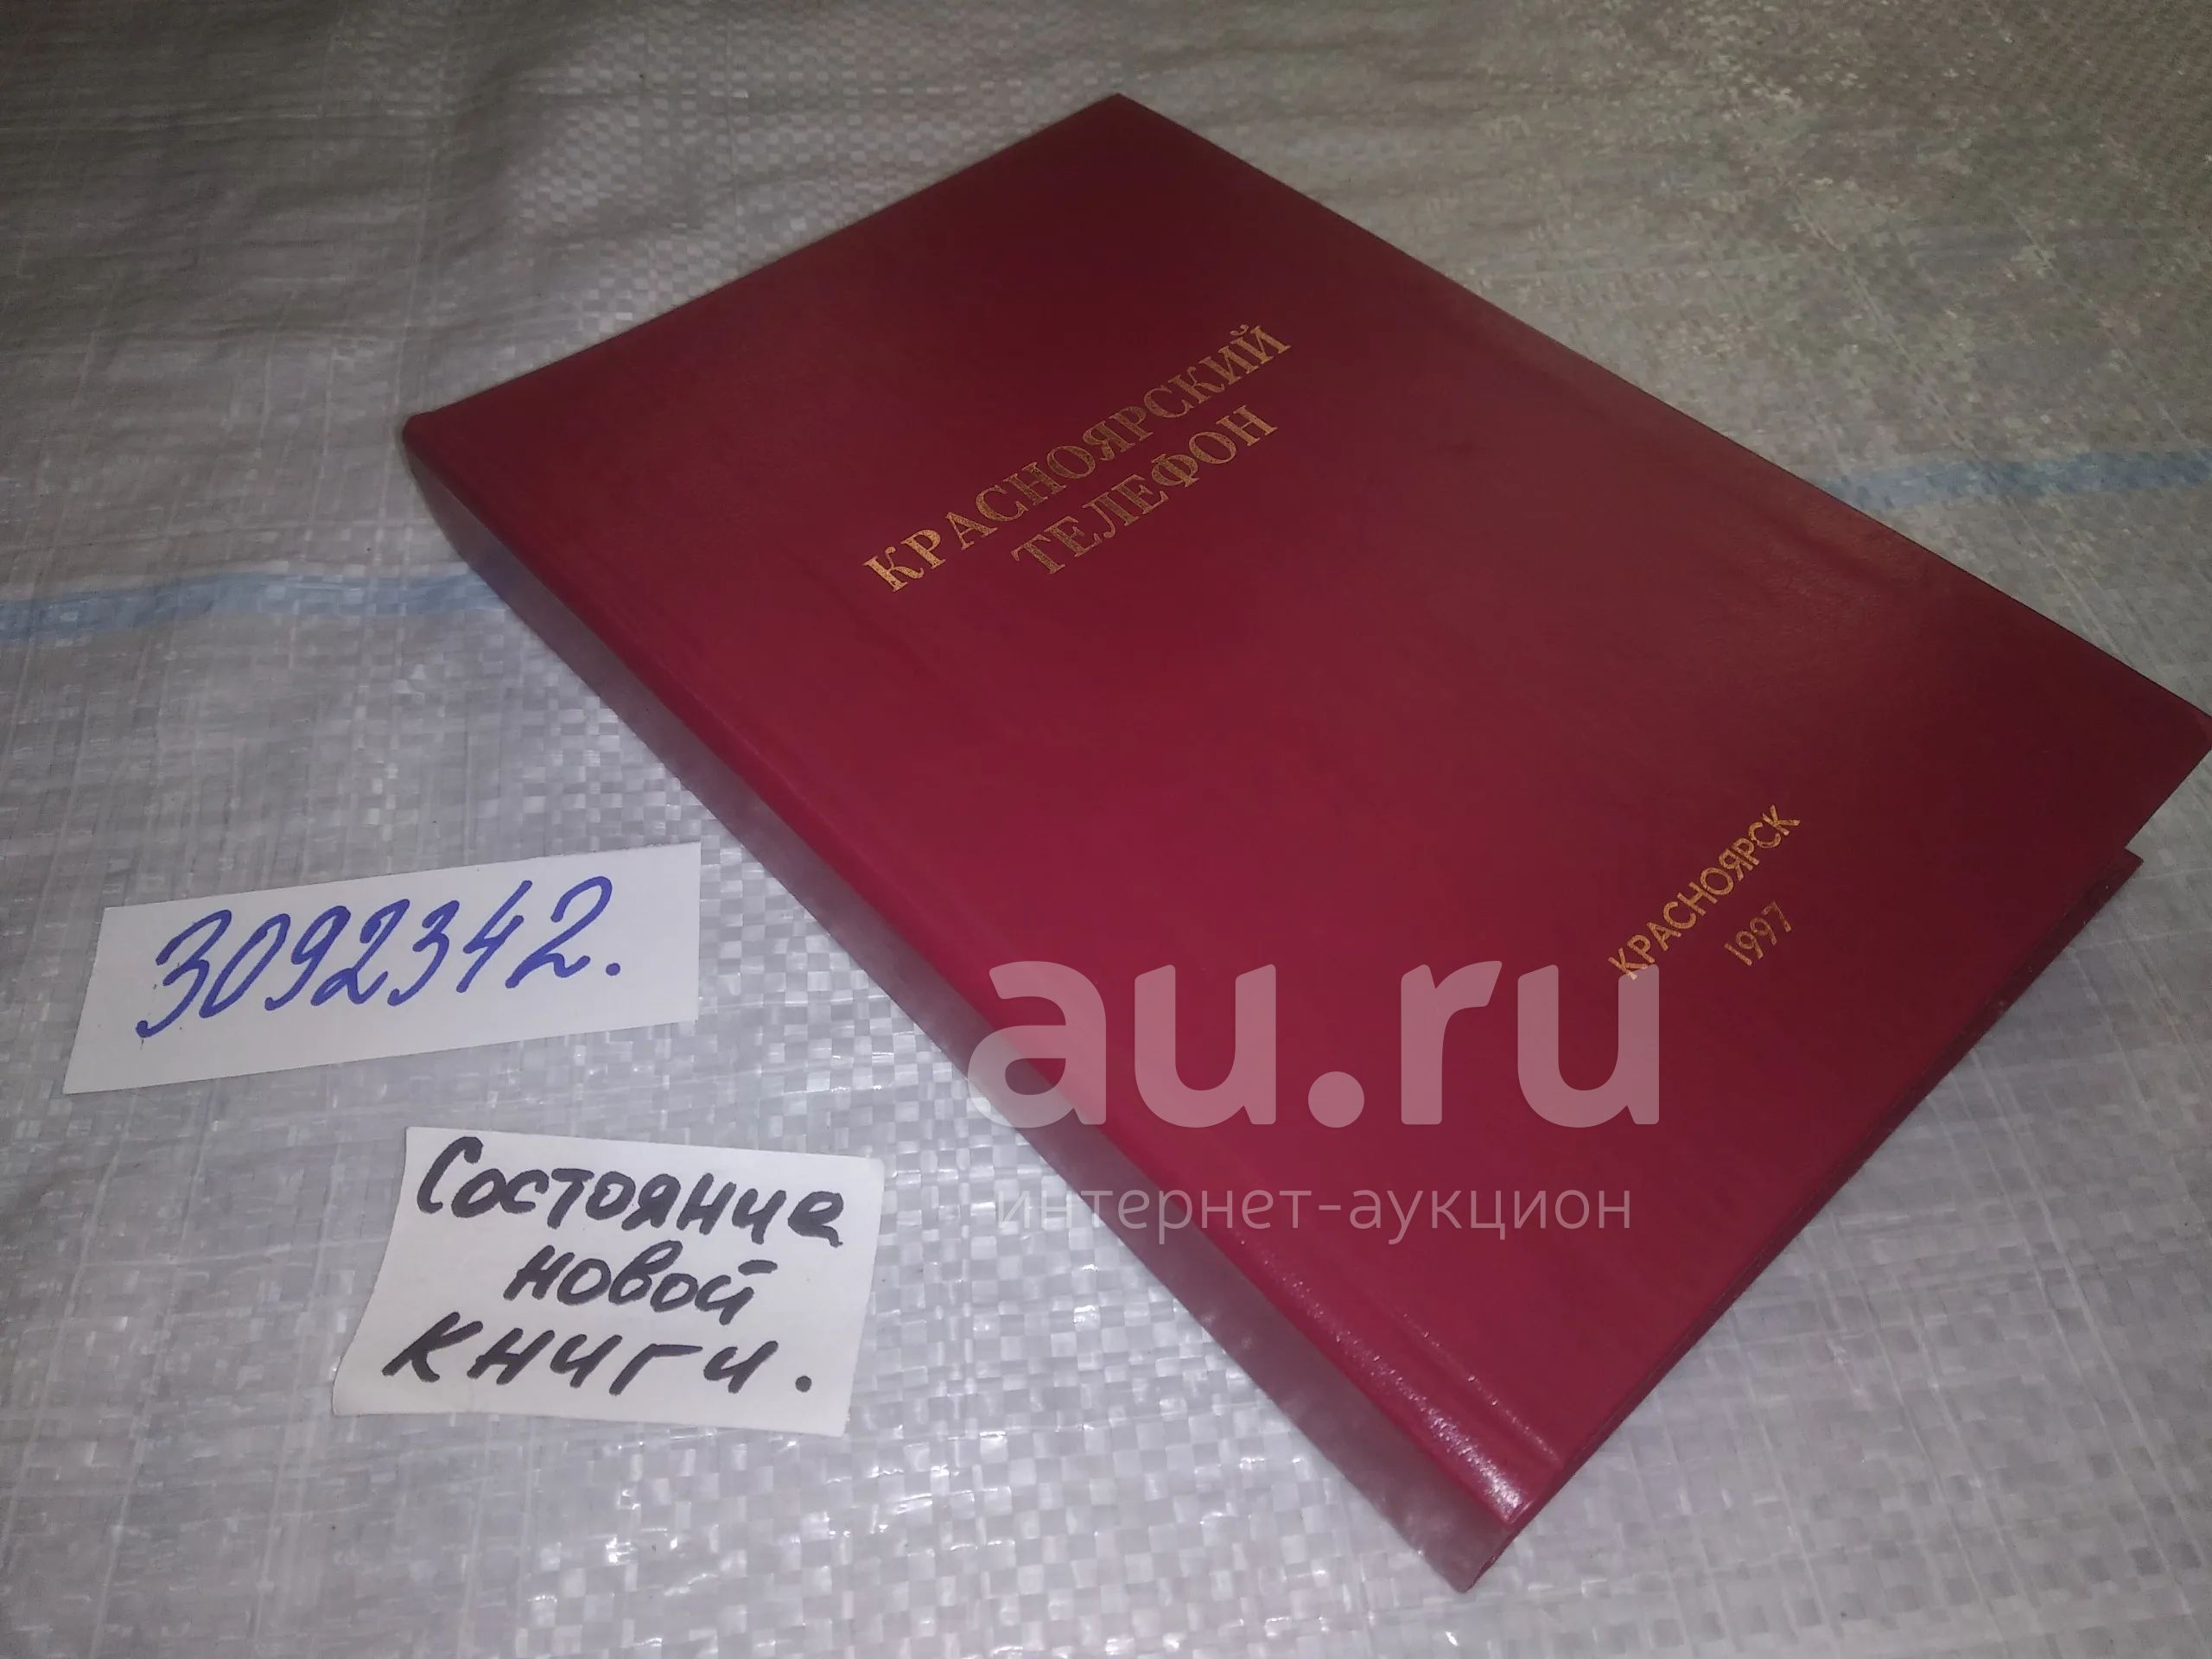 КРАСНОЯРСКИЙ
ТЕЛЕФОН
КРАСНОЯРСК
1997
3092342.
Состояние
новой
книги.
au.ru
интернет-аукцион